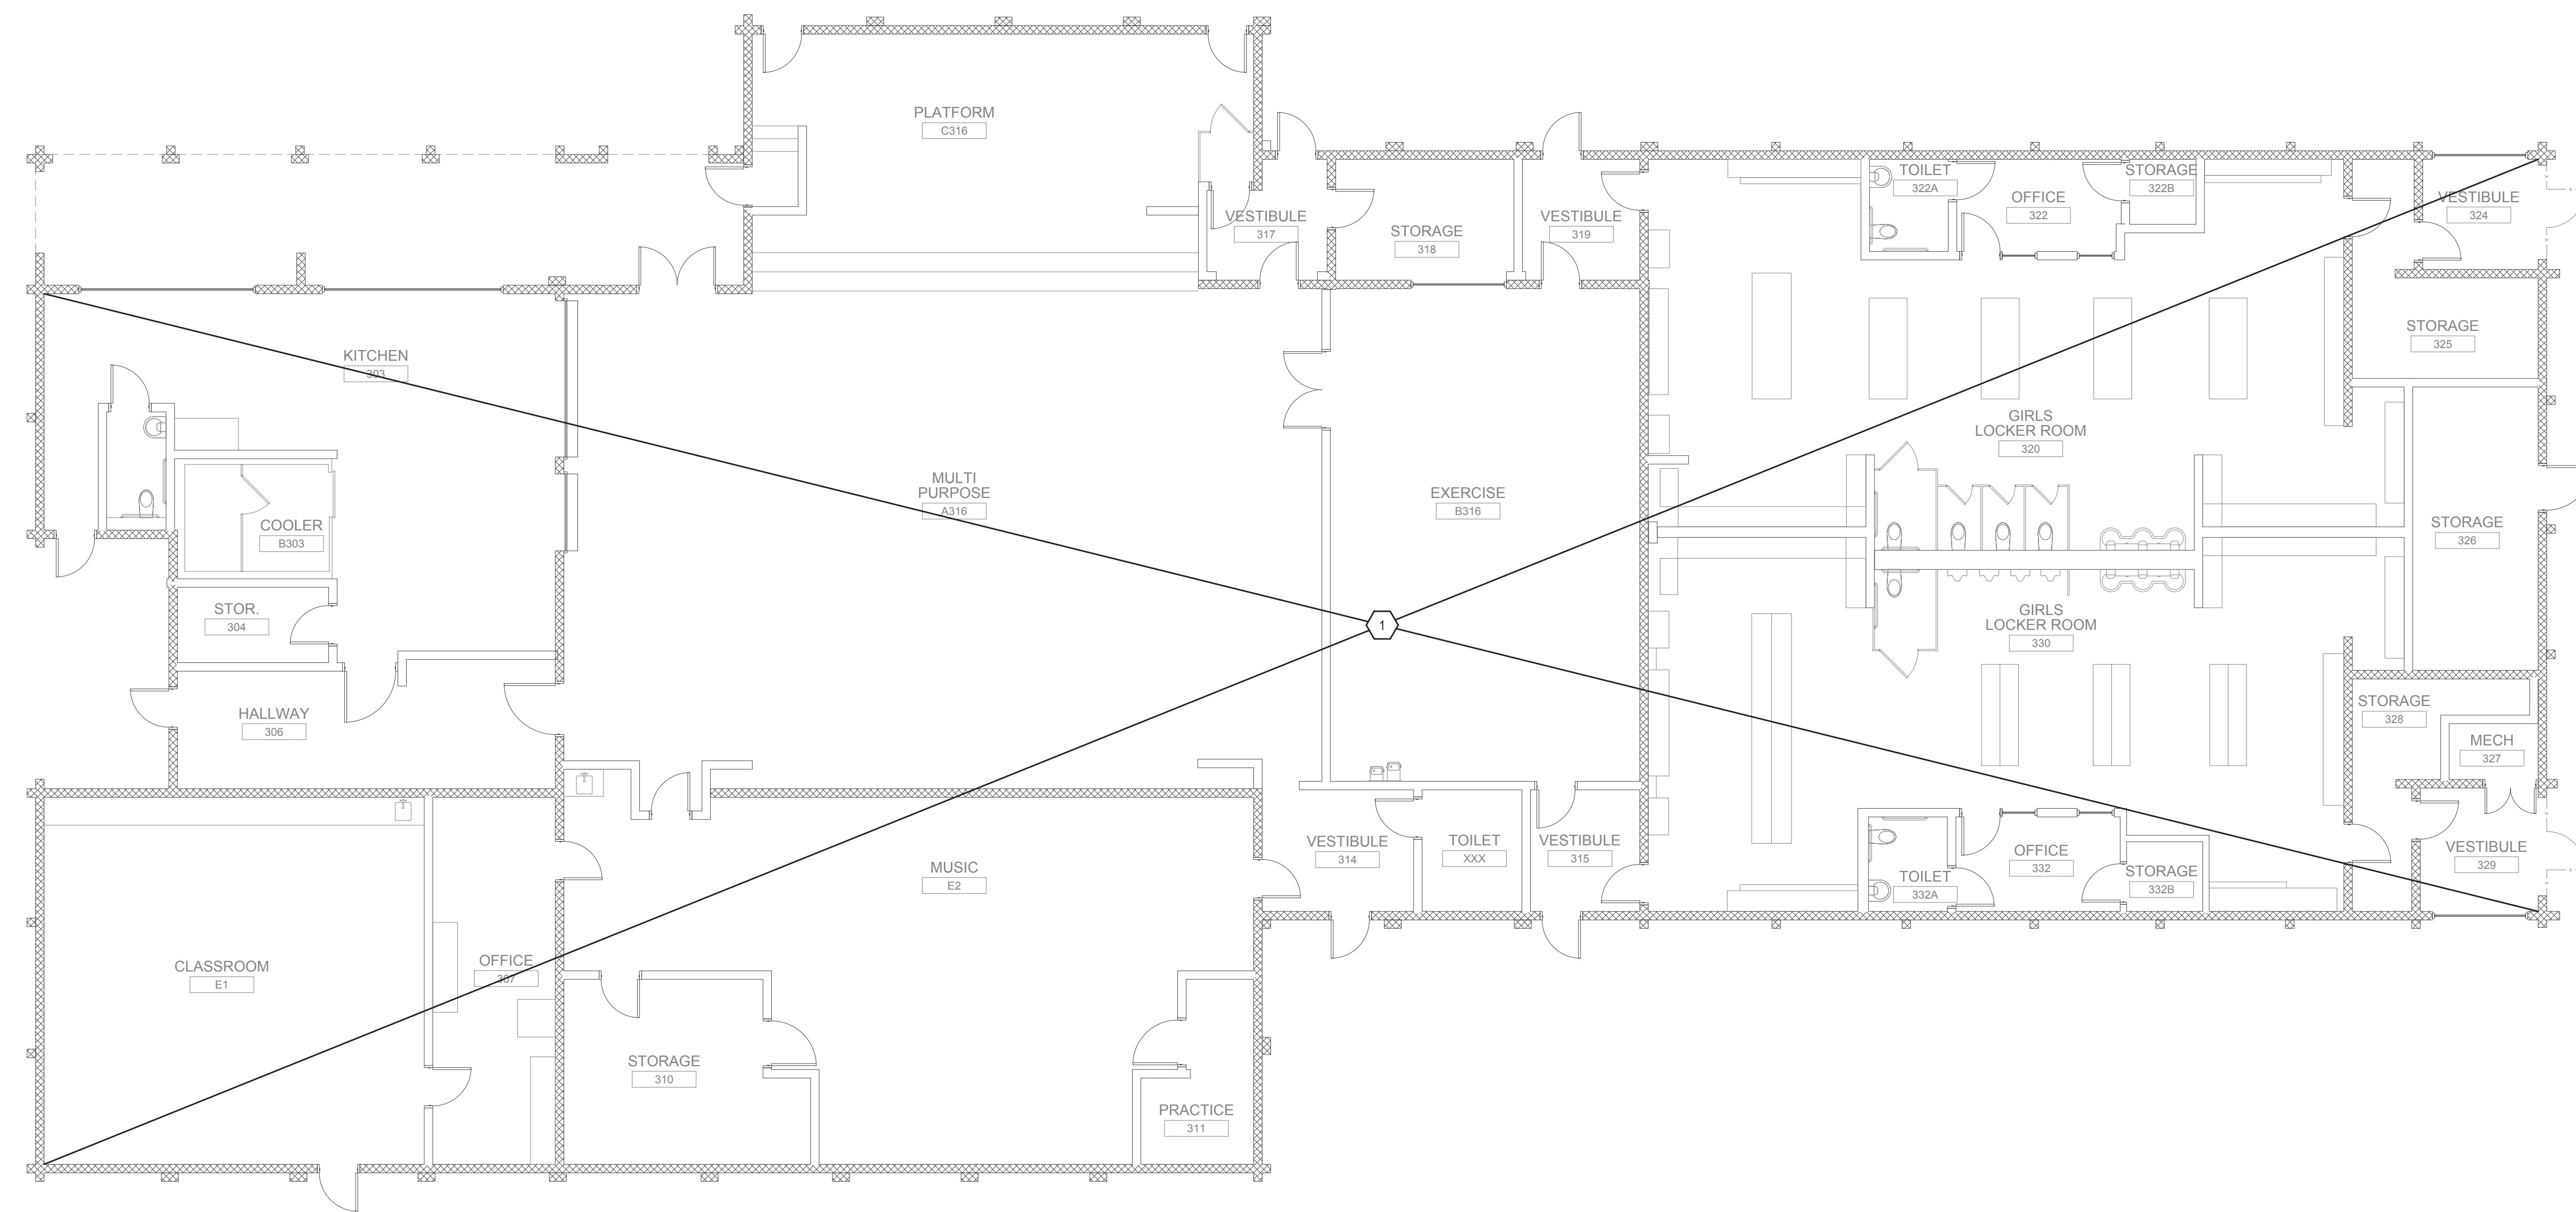 PLATFORM
C316
TOILET
322A
STORAGE
322B
OFFICE
322
VESTIBULE
324
VESTIBULE
317
STORAGE
318
VESTIBULE
319
STORAGE
325
KITCHEN
303
GIRLS
LOCKER ROOM
320
MULTI
PURPOSE
A316
EXERCISE
B316
COOLER
B303
STORAGE
326
STOR.
304
1
GIRLS
LOCKER ROOM
330
HALLWAY
306
STORAGE
328
MECH
327
VESTIBULE
314
TOILET
XXX
VESTIBULE
315
OFFICE
332
VESTIBULE
329
MUSIC
E2
TOILET
332A
STORAGE
332B
CLASSROOM
E1
OFFICE
307
STORAGE
310
PRACTICE
311